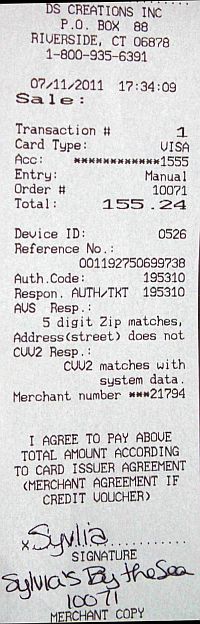 DS CREATIONS INC
P.O. BOX 88
RIVERSIDE, CT 06878
1-800-935-6391
07/11/2011 17:34:09
Sale:
Transaction # 1
Card Type: VISA
Acc: ************1555
Entry: Manual
Order # 10071
Total: 155.24
Device ID: 0526
Reference No.:
001192750699738
Auth.Code: 195310
Respon. AUTH/TKT 195310
AVS Resp.:
5 digit Zip matches,
Address(street) does not
CVV2 Resp.:
CVV2 matches with
system data.
Merchant number ***21794
I AGREE TO PAY ABOVE
TOTAL AMOUNT ACCORDING
TO CARD ISSUER AGREEMENT
(MERCHANT AGREEMENT IF
CREDIT VOUCHER)
x Sylvia
SIGNATURE
Sylvia's By the Sea
10071
MERCHANT COPY